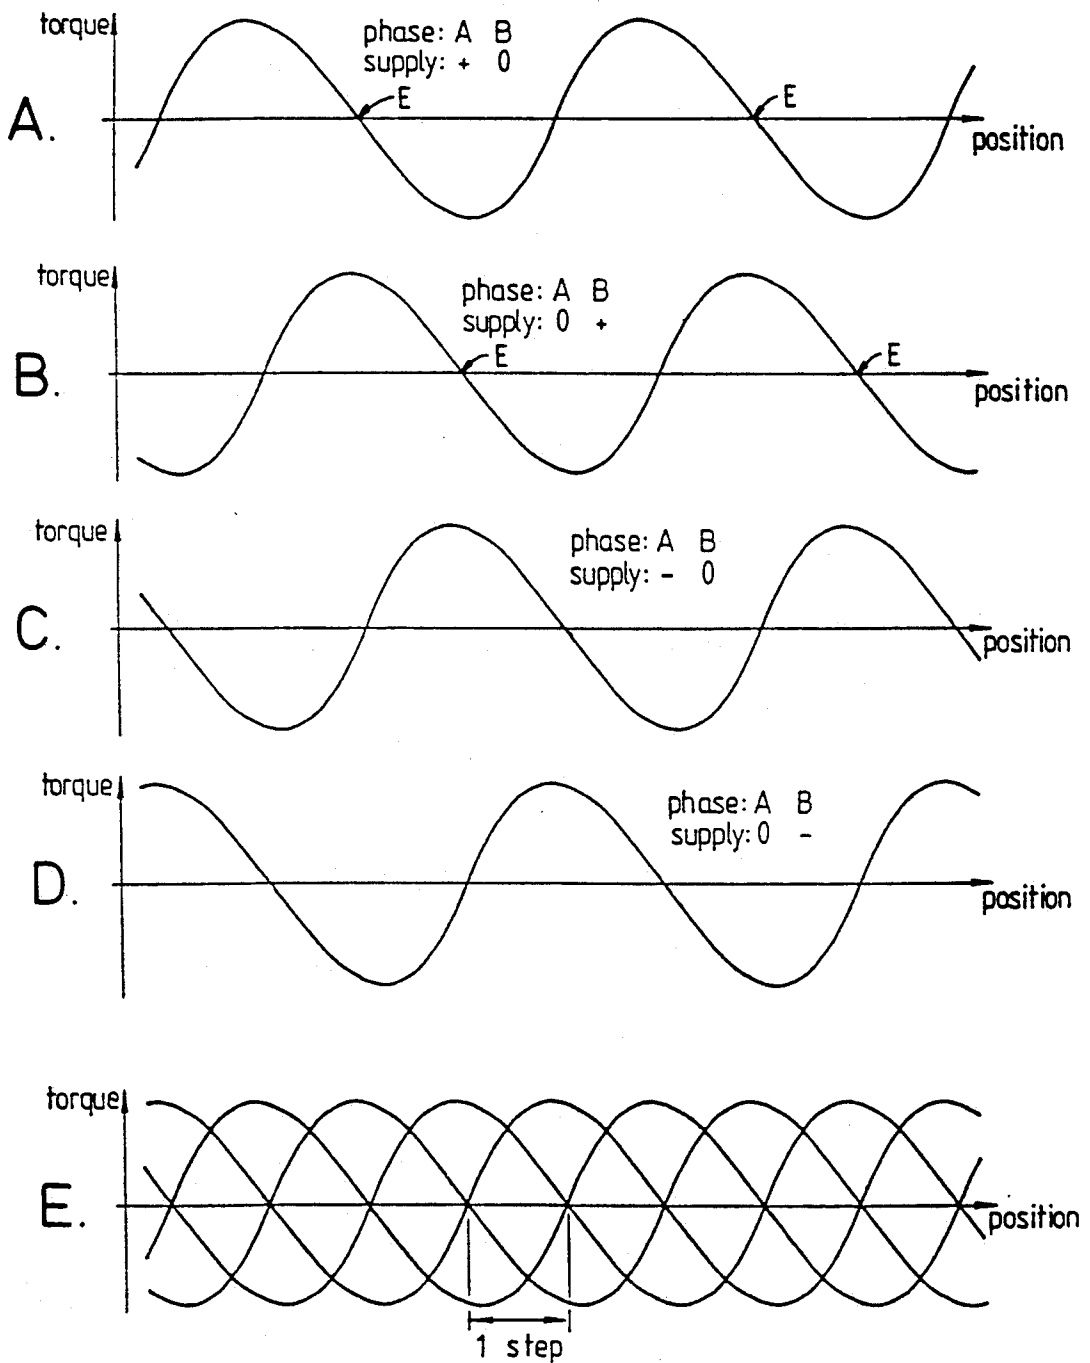 torque
phase: A B
supply: + 0
E
E
A.
position
torque
phase: A B
supply: 0 +
E
E
B.
position
torque
phase: A B
supply: - 0
C.
position
torque
phase: A B
supply: 0 -
D.
position
torque
E.
position
1 step